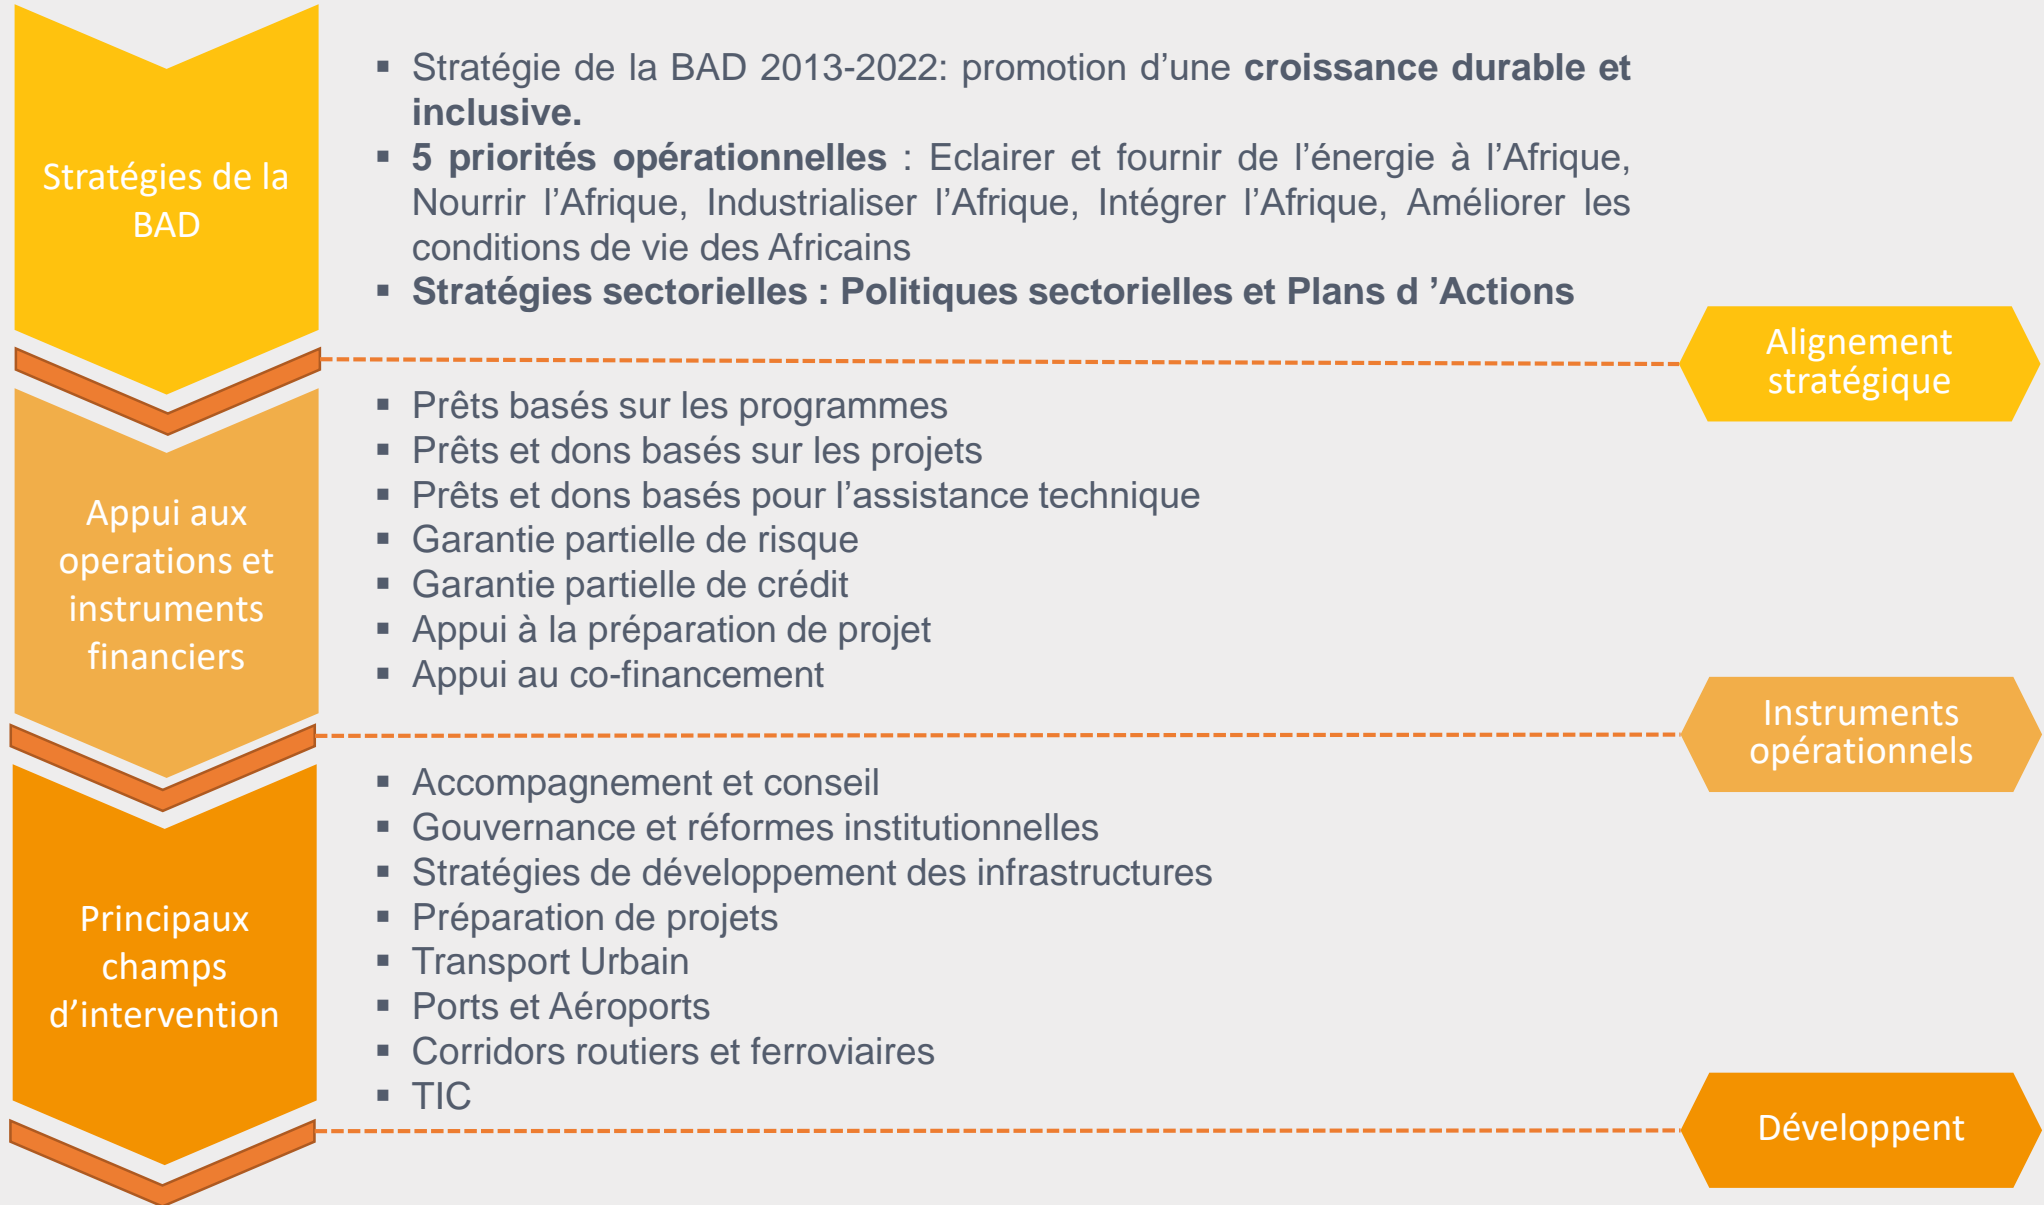 Stratégies de la
BAD
▪ Stratégie de la BAD 2013-2022: promotion d’une croissance durable et
inclusive.
▪ 5 priorités opérationnelles : Eclairer et fournir de l’énergie à l’Afrique,
Nourrir l’Afrique, Industrialiser l’Afrique, Intégrer l’Afrique, Améliorer les
conditions de vie des Africains
▪ Stratégies sectorielles : Politiques sectorielles et Plans d ’Actions
Alignement
stratégique
Appui aux
operations et
instruments
financiers
▪ Prêts basés sur les programmes
▪ Prêts et dons basés sur les projets
▪ Prêts et dons basés pour l’assistance technique
▪ Garantie partielle de risque
▪ Garantie partielle de crédit
▪ Appui à la préparation de projet
▪ Appui au co-financement
Instruments
opérationnels
Principaux
champs
d’intervention
▪ Accompagnement et conseil
▪ Gouvernance et réformes institutionnelles
▪ Stratégies de développement des infrastructures
▪ Préparation de projets
▪ Transport Urbain
▪ Ports et Aéroports
▪ Corridors routiers et ferroviaires
▪ TIC
Développent